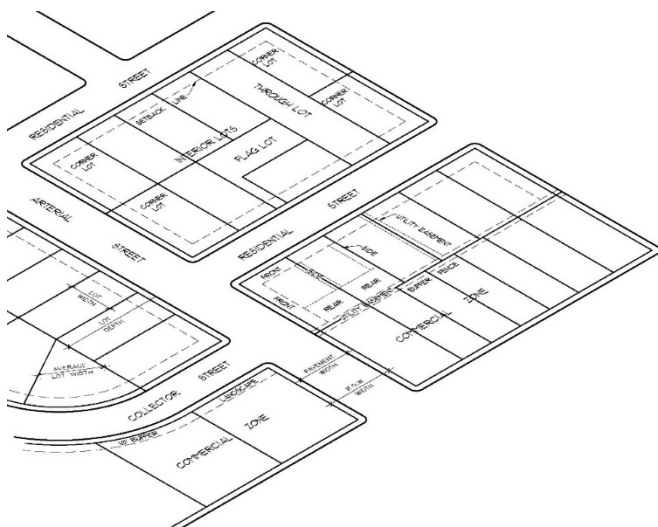 RESIDENTIAL STREET
CORNER
LOT
SETBACK
LINE
THROUGH LOT
CORNER
LOT
INTERIOR LOTS
FLAG LOT
CORNER
LOT
CORNER
LOT
ARTERIAL STREET
RESIDENTIAL STREET
UTILITY EASEMENT
SIDE
FRONT
SIDE
FRONT
REAR
REAR
UTILITY EASEMENT
BUFFER FENCE
COMMERCIAL ZONE
LOT
WIDTH
LOT
DEPTH
AVERAGE
LOT WIDTH
COLLECTOR STREET
PAVEMENT
WIDTH
R.O.W
WIDTH
LANDSCAPE
BUFFER
COMMERCIAL ZONE